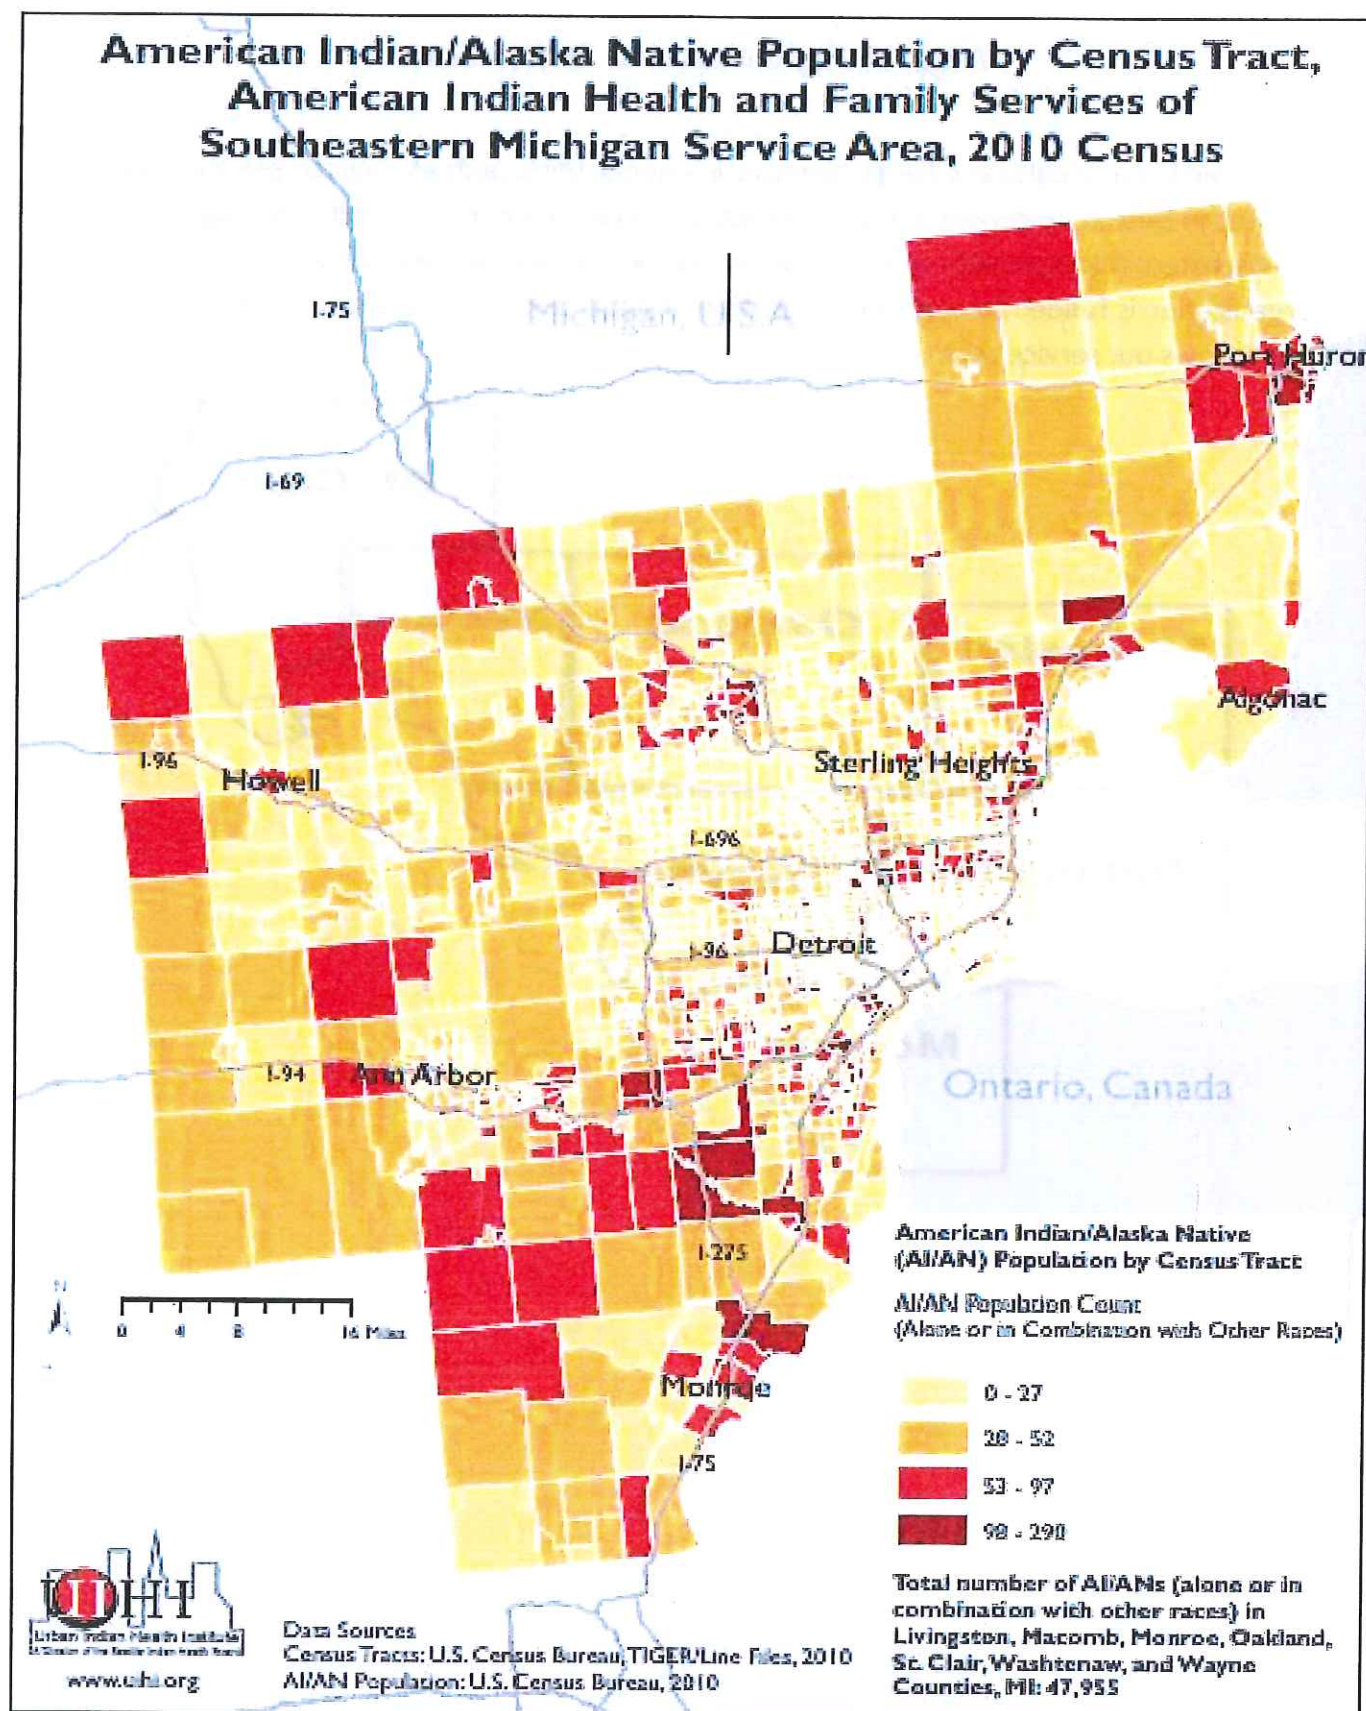 American Indian/Alaska Native Population by Census Tract,
American Indian Health and Family Services of
Southeastern Michigan Service Area, 2010 Census
I-75
Michigan, U.S.A
Port Huron
I-69
Algonac
I-96
Howell
Sterling Heights
I-696
I-96
Detroit
I-94
Ann Arbor
Ontario, Canada
I-275
N
0 4 8 16 Miles
Monroe
I-75
American Indian/Alaska Native
(AI/AN) Population by Census Tract
AI/AN Population Count
(Alone or in Combination with Other Races)
0 - 27
28 - 52
53 - 97
98 - 290
Total number of AI/ANs (alone or in
combination with other races) in
Livingston, Macomb, Monroe, Oakland,
St. Clair, Washtenaw, and Wayne
Counties, MI: 47,955
UIHI
Urban Indian Health Institute
www.uihi.org
Data Sources
Census Tracts: U.S. Census Bureau, TIGER/Line Files, 2010
AI/AN Population: U.S. Census Bureau, 2010